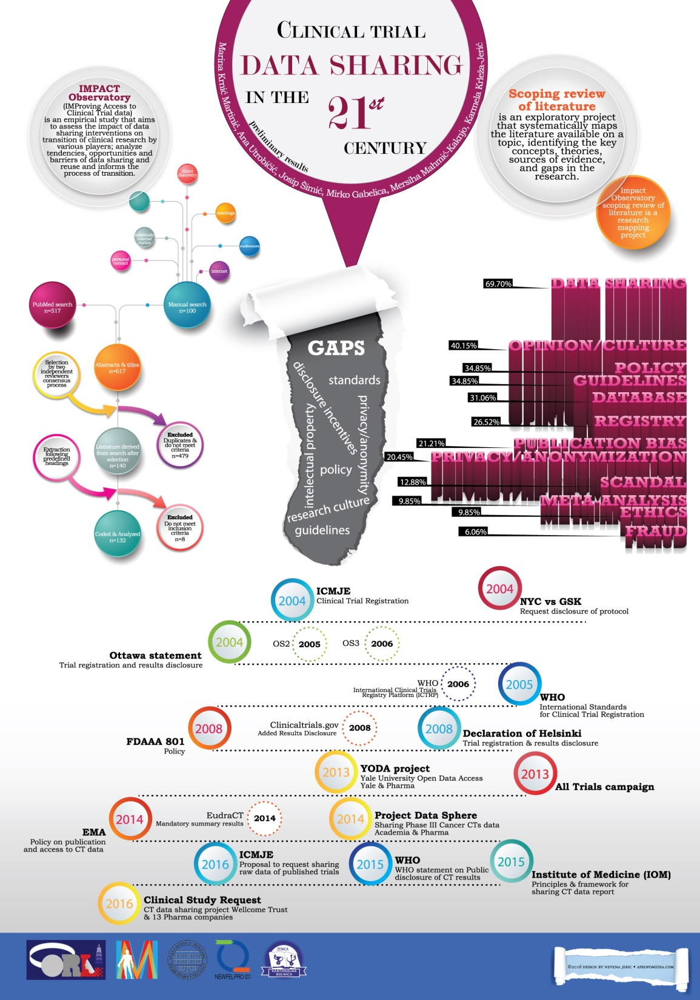 CLINICAL TRIAL
DATA SHARING
IN THE
21st
CENTURY
preliminary results
Marina Krnić Martinić, Ana Utrobičić, Josip Šimić, Mirko Gabelica, Mersiha Mahmić-Kaknjo, Karmela Krleža-Jerić
IMPACT
Observatory
(IMProving Access to
Clinical Trial data)
is an empirical study that aims
to assess the impact of data
sharing interventions on
transition of clinical research by
various players; analyze
tendencies, opportunities and
barriers of data sharing and
reuse and informs the
process of transition.
Scoping review
of literature
is an exploratory project
that systematically maps
the literature available on a
topic, identifying the key
concepts, theories,
sources of evidence,
and gaps in the
research.
Impact
Observatory
scoping review of
literature is a
research
mapping
project
direct
discovery
meetings
individually
collected
reprints
conferences
personal
contact
internet
PubMed search
n=517
Manual search
n=100
Selection
by two
independent
reviewers
consensus
process
Abstracts & titles
n=617
Excluded
Duplicates &
do not meet
criteria
n=479
Extraction
following
predefined
headings
Literature derived
from search after
selection
n=140
Excluded
Do not meet
inclusion
criteria
n=8
Coded & Analyzed
n=132
GAPS
disclosure incentives
standards
privacy/anonymity
intelectual property
policy
research culture
guidelines
69.70%
DATA SHARING
40.15%
OPINION/CULTURE
34.85%
POLICY
34.85%
GUIDELINES
31.06%
DATABASE
26.52%
REGISTRY
21.21%
PUBLICATION BIAS
20.45%
PRIVACY/ANONYMIZATION
12.88%
SCANDAL
9.85%
META-ANALYSIS
9.85%
ETHICS
6.06%
FRAUD
2004
ICMJE
Clinical Trial Registration
2004
NYC vs GSK
Request disclosure of protocol
2004
Ottawa statement
Trial registration and results disclosure
OS2
2005
OS3
2006
WHO
International Clinical Trials
Registry Platform (ICTRP)
2006
2005
WHO
International Standards
for Clinical Trial Registration
2008
FDAAA 801
Policy
Clinicaltrials.gov
Added Results Disclosure
2008
2008
Declaration of Helsinki
Trial registration & results disclosure
2013
YODA project
Yale University Open Data Access
Yale & Pharma
2013
All Trials campaign
2014
EMA
Policy on publication
and access to CT data
EudraCT
Mandatory summary results
2014
2014
Project Data Sphere
Sharing Phase III Cancer CTs data
Academia & Pharma
2016
ICMJE
Proposal to request sharing
raw data of published trials
2015
WHO
WHO statement on Public
disclosure of CT results
2015
Institute of Medicine (IOM)
Principles & framework for
sharing CT data report
2016
Clinical Study Request
CT data sharing project Wellcome Trust
& 13 Pharma companies
ORL
M
NEWFELPRO
ZENICA
KANTONALNA
BOLNICA
©2016 DESIGN BY NEVENA JERIC • APROPOMEDIA.COM